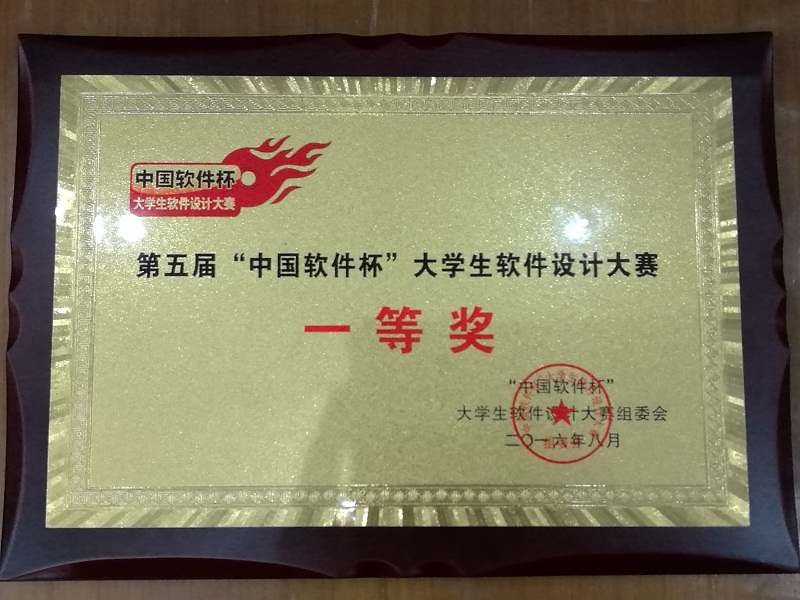 中国软件杯
大学生软件设计大赛
第五届“中国软件杯”大学生软件设计大赛
一等奖
“中国软件杯”
大学生软件设计大赛组委会
二〇一六年八月